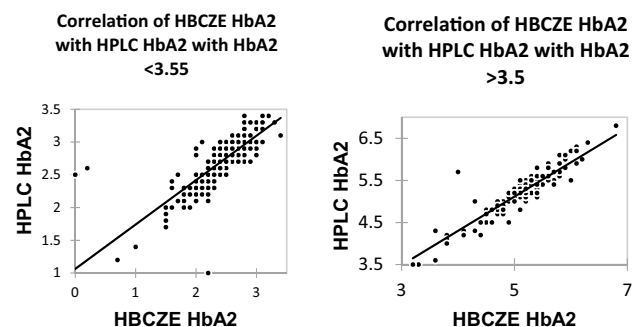 Correlation of HBCZE HbA2
with HPLC HbA2 with HbA2
<3.55
3.5
3
2.5
2
1.5
1
0
1
2
3
HPLC HbA2
HBCZE HbA2
Correlation of HBCZE HbA2
with HPLC HbA2 with HbA2
>3.5
6.5
5.5
4.5
3.5
3
5
7
HPLC HbA2
HBCZE HbA2